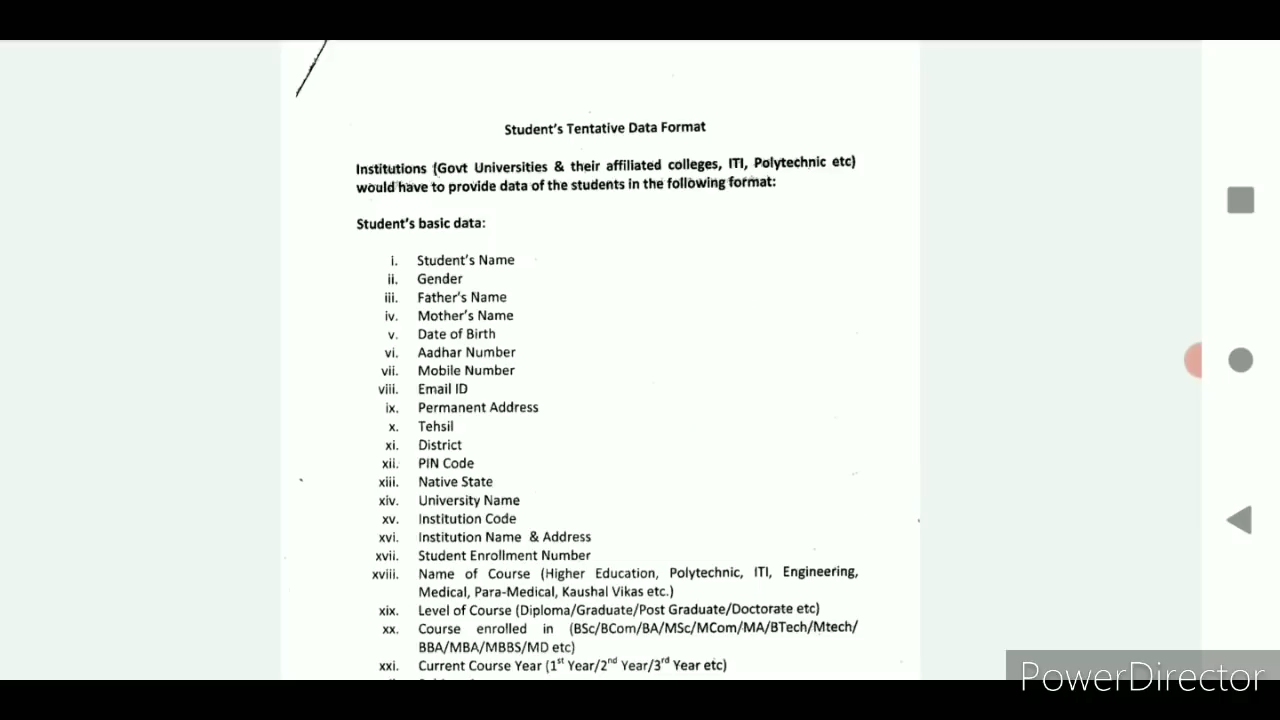 Student's Tentative Data Format
Institutions (Govt Universities & their affiliated colleges, ITI, Polytechnic etc)
would have to provide data of the students in the following format:
Student's basic data:
i. Student's Name
ii. Gender
iii. Father's Name
iv. Mother's Name
v. Date of Birth
vi. Aadhar Number
vii. Mobile Number
viii. Email ID
ix. Permanent Address
x. Tehsil
xi. District
xii. PIN Code
xiii. Native State
xiv. University Name
xv. Institution Code
xvi. Institution Name & Address
xvii. Student Enrollment Number
xviii. Name of Course (Higher Education, Polytechnic, ITI, Engineering,
Medical, Para-Medical, Kaushal Vikas etc.)
xix. Level of Course (Diploma/Graduate/Post Graduate/Doctorate etc)
xx. Course enrolled in (BSc/BCom/BA/MSc/MCom/MA/BTech/Mtech/
BBA/MBA/MBBS/MD etc)
xxi. Current Course Year (1st Year/2nd Year/3rd Year etc)
PowerDirector